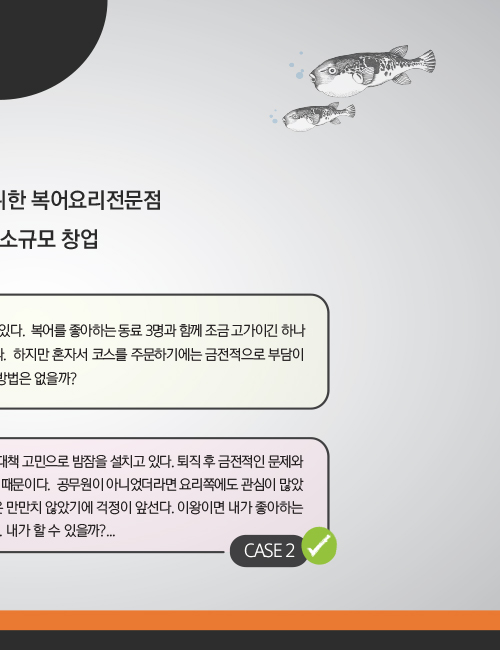 위한 복어요리전문점
소규모 창업
있다. 복어를 좋아하는 동료 3명과 함께 조금 고가이긴 하나
하지만 혼자서 코스를 주문하기에는 금전적으로 부담이
방법은 없을까?
대책 고민으로 밤잠을 설치고 있다. 퇴직 후 금전적인 문제와
때문이다. 공무원이 아니었더라면 요리쪽에도 관심이 많았
만만치 않았기에 걱정이 앞선다. 이왕이면 내가 좋아하는
. 내가 할 수 있을까?...
CASE 2